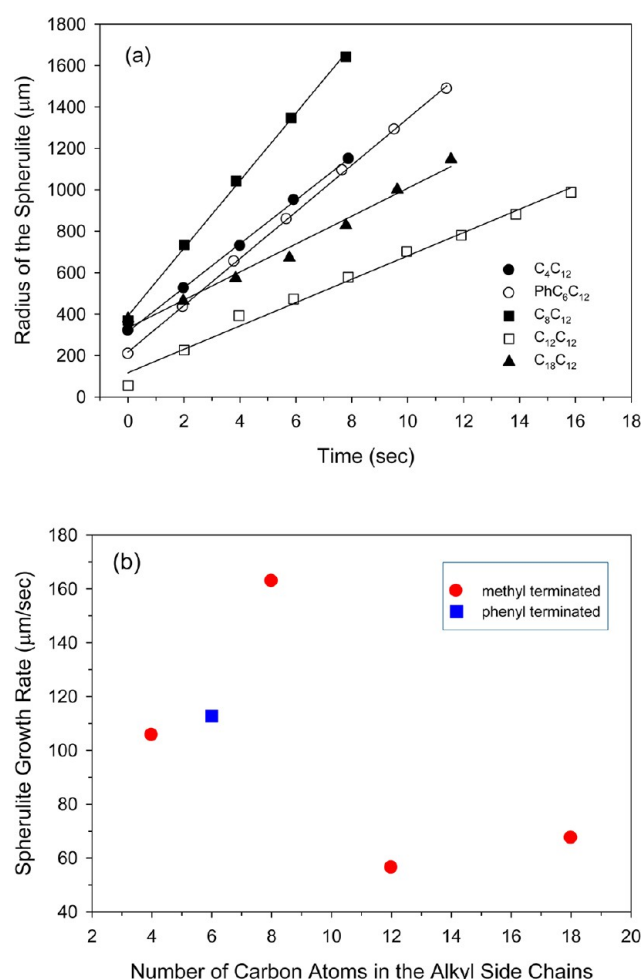 (a)
Radius of the Spherulite (μm)
1800
1600
1400
1200
1000
800
600
400
200
0
C₄C₁₂
PhC₆C₁₂
C₈C₁₂
C₁₂C₁₂
C₁₈C₁₂
0 2 4 6 8 10 12 14 16 18
Time (sec)
(b)
Spherulite Growth Rate (μm/sec)
180
160
140
120
100
80
60
40
methyl terminated
phenyl terminated
2 4 6 8 10 12 14 16 18 20
Number of Carbon Atoms in the Alkyl Side Chains